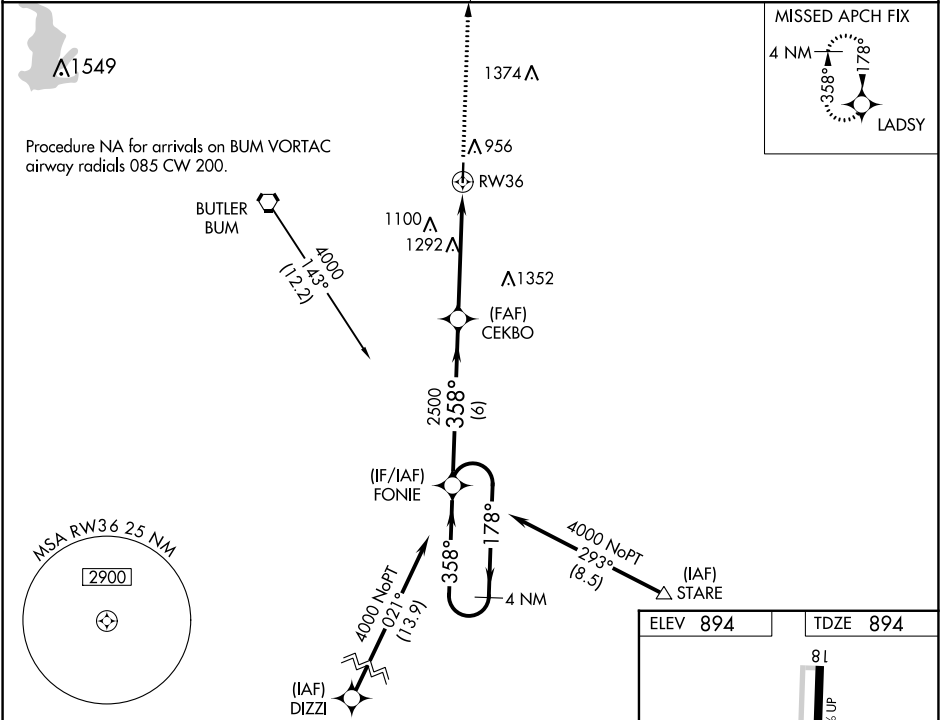 1549
1374
MISSED APCH FIX
4 NM
358°
178°
LADSY
Procedure NA for arrivals on BUM VORTAC
airway radials 085 CW 200.
956
RW36
BUTLER
BUM
1100
1292
4000
143°
(12.2)
1352
(FAF)
CEKBO
2500
358°
(6)
(IF/IAF)
FONIE
358°
178°
4 NM
4000 NoPT
293°
(8.5)
(IAF)
STARE
MSA RW36 25 NM
2900
4000 NoPT
021°
(13.9)
(IAF)
DIZZI
ELEV 894
TDZE 894
18
% UP